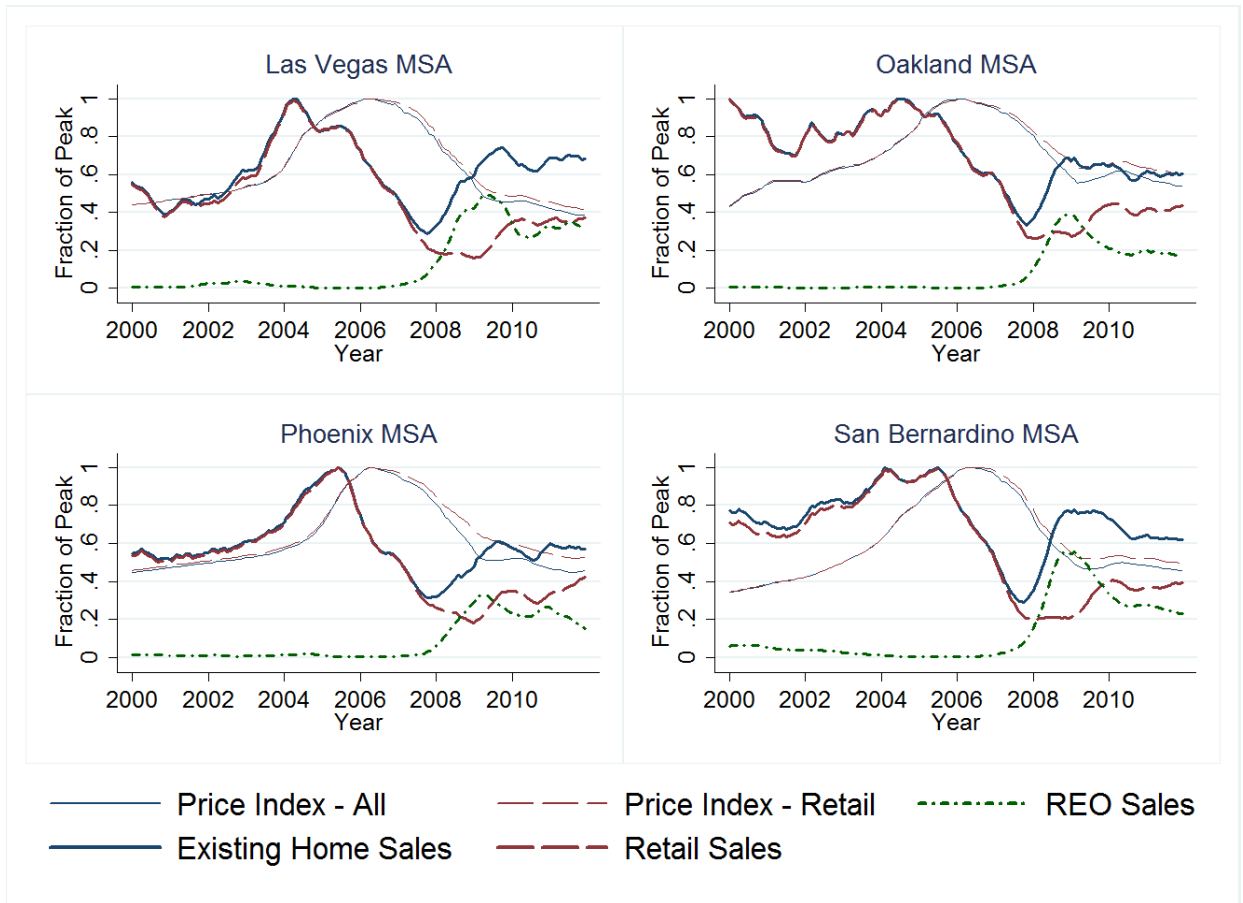 Las Vegas MSA
Fraction of Peak
0 .2 .4 .6 .8 1
2000 2002 2004 2006 2008 2010
Year
Oakland MSA
Fraction of Peak
0 .2 .4 .6 .8 1
2000 2002 2004 2006 2008 2010
Year
Phoenix MSA
Fraction of Peak
0 .2 .4 .6 .8 1
2000 2002 2004 2006 2008 2010
Year
San Bernardino MSA
Fraction of Peak
0 .2 .4 .6 .8 1
2000 2002 2004 2006 2008 2010
Year
Price Index - All Price Index - Retail REO Sales
Existing Home Sales Retail Sales